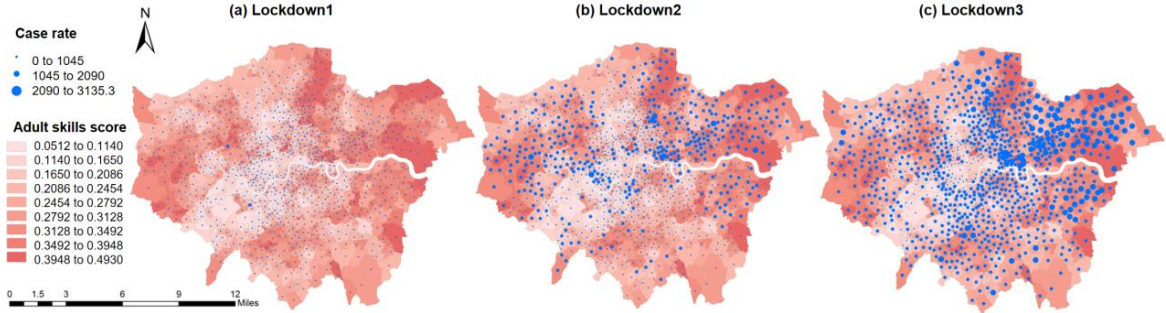 (a) Lockdown1
(b) Lockdown2
(c) Lockdown3
N
Case rate
0 to 1045
1045 to 2090
2090 to 3135.3
Adult skills score
0.0512 to 0.1140
0.1140 to 0.1650
0.1650 to 0.2086
0.2086 to 0.2454
0.2454 to 0.2792
0.2792 to 0.3128
0.3128 to 0.3492
0.3492 to 0.3948
0.3948 to 0.4930
0 1.5 3 6 9 12
Miles